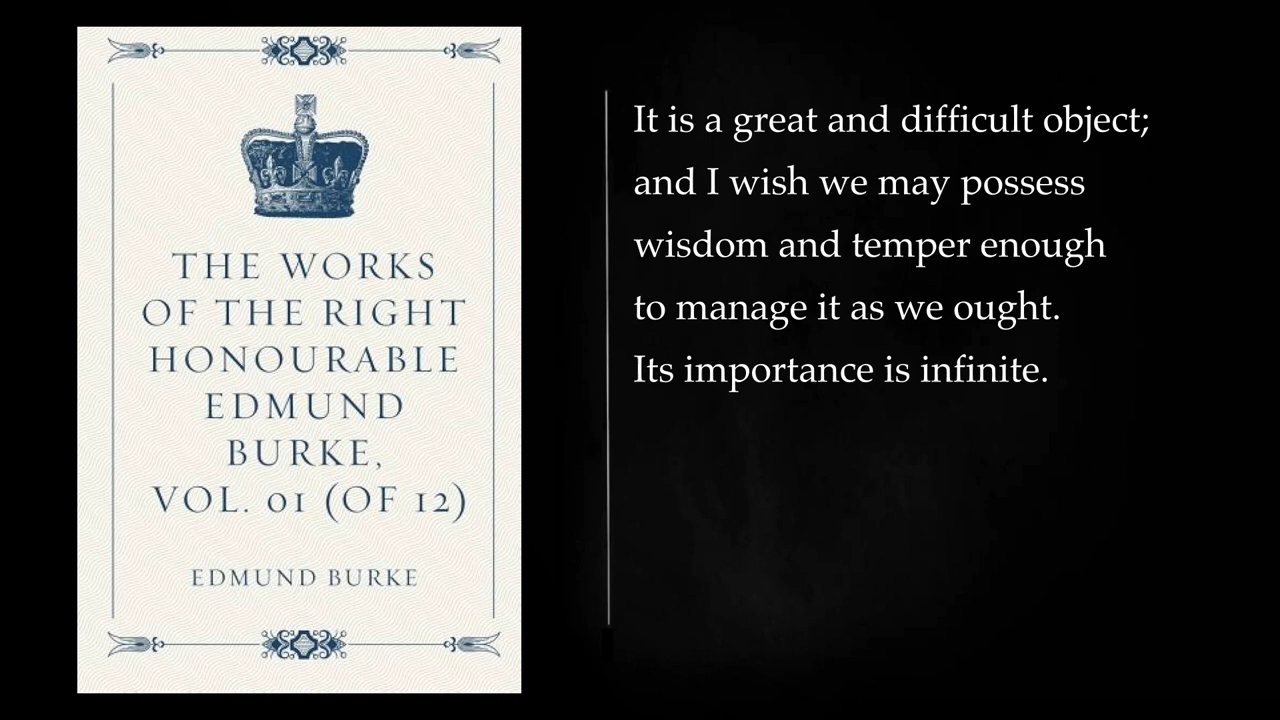 THE WORKS
OF THE RIGHT
HONOURABLE
EDMUND
BURKE,
VOL. 01 (OF 12)
EDMUND BURKE
It is a great and difficult object;
and I wish we may possess
wisdom and temper enough
to manage it as we ought.
Its importance is infinite.